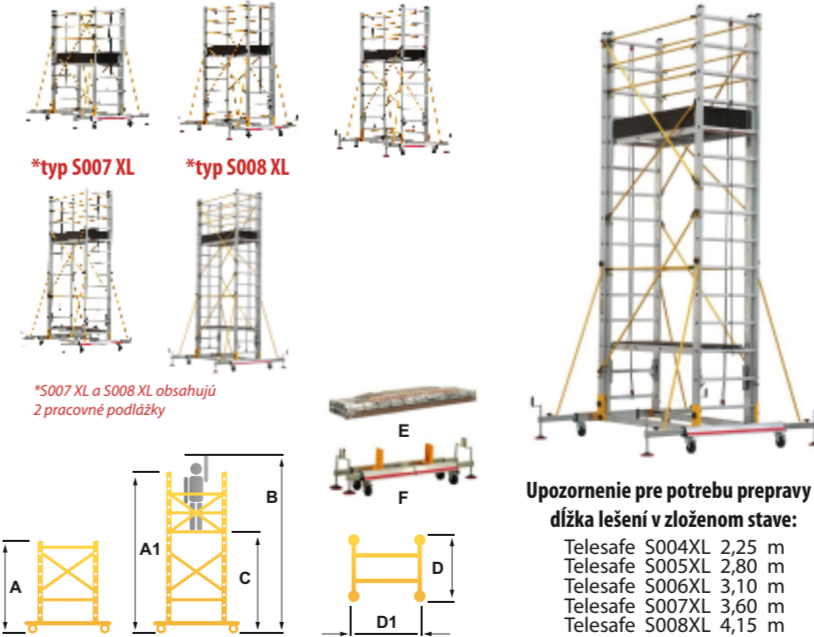 *typ S007 XL
*typ S008 XL
*S007 XL a S008 XL obsahujú
2 pracovné podlážky
E
F
A
A1
B
C
D
D1
Upozornenie pre potrebu prepravy
dĺžka lešení v zloženom stave:
Telesafe S004XL 2,25 m
Telesafe S005XL 2,80 m
Telesafe S006XL 3,10 m
Telesafe S007XL 3,60 m
Telesafe S008XL 4,15 m